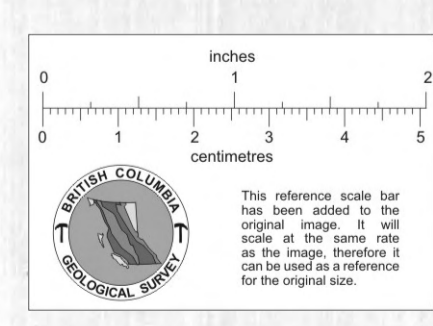 inches
0 1 2
0 1 2 3 4 5
centimetres
BRITISH COLUMBIA
GEOLOGICAL SURVEY
This reference scale bar
has been added to the
original image. It will
scale at the same rate
as the image, therefore it
can be used as a reference
for the original size.